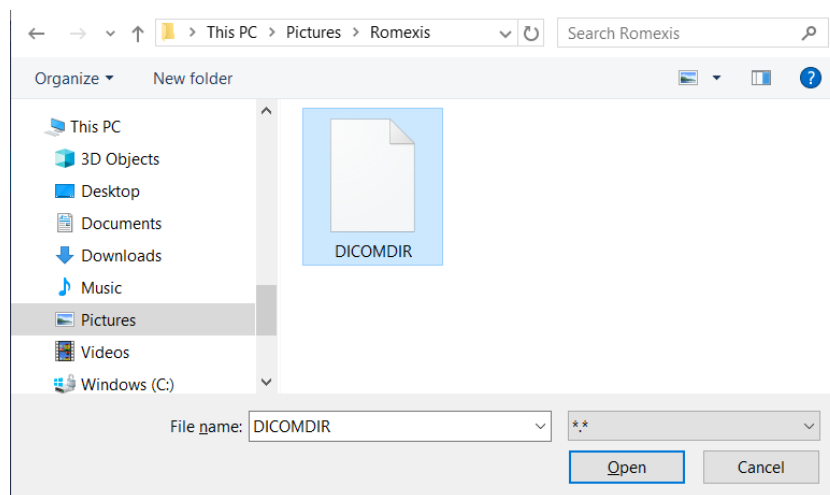 This PC > Pictures > Romexis
Search Romexis
Organize
New folder
?
This PC
3D Objects
Desktop
Documents
Downloads
Music
Pictures
Videos
Windows (C:)
DICOMDIR
File name: DICOMDIR
*.*
Open
Cancel